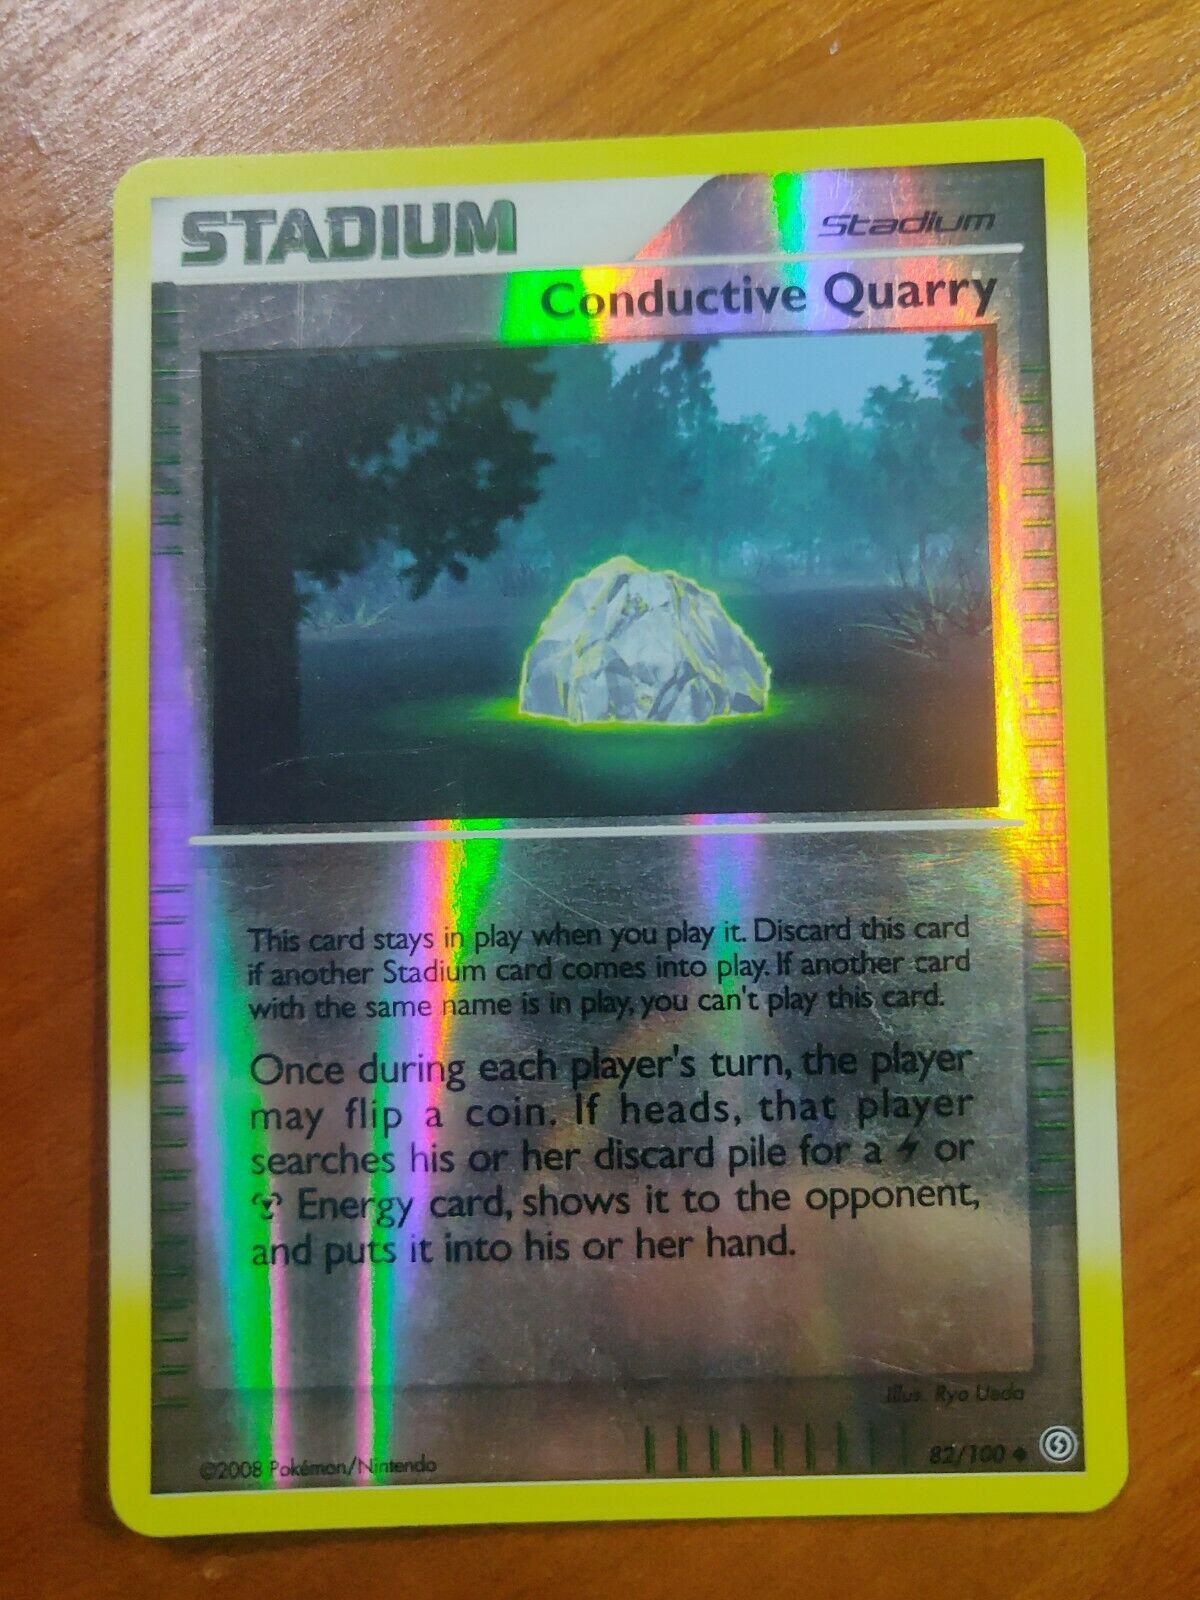 STADIUM
Stadium
Conductive Quarry
This card stays in play when you play it. Discard this card
if another Stadium card comes into play. If another card
with the same name is in play, you can't play this card.
Once during each player's turn, the player
may flip a coin. If heads, that player
searches his or her discard pile for a or
Energy card, shows it to the opponent,
and puts it into his or her hand.
Illus. Ryo Ueda
82/100
©2008 Pokémon/Nintendo